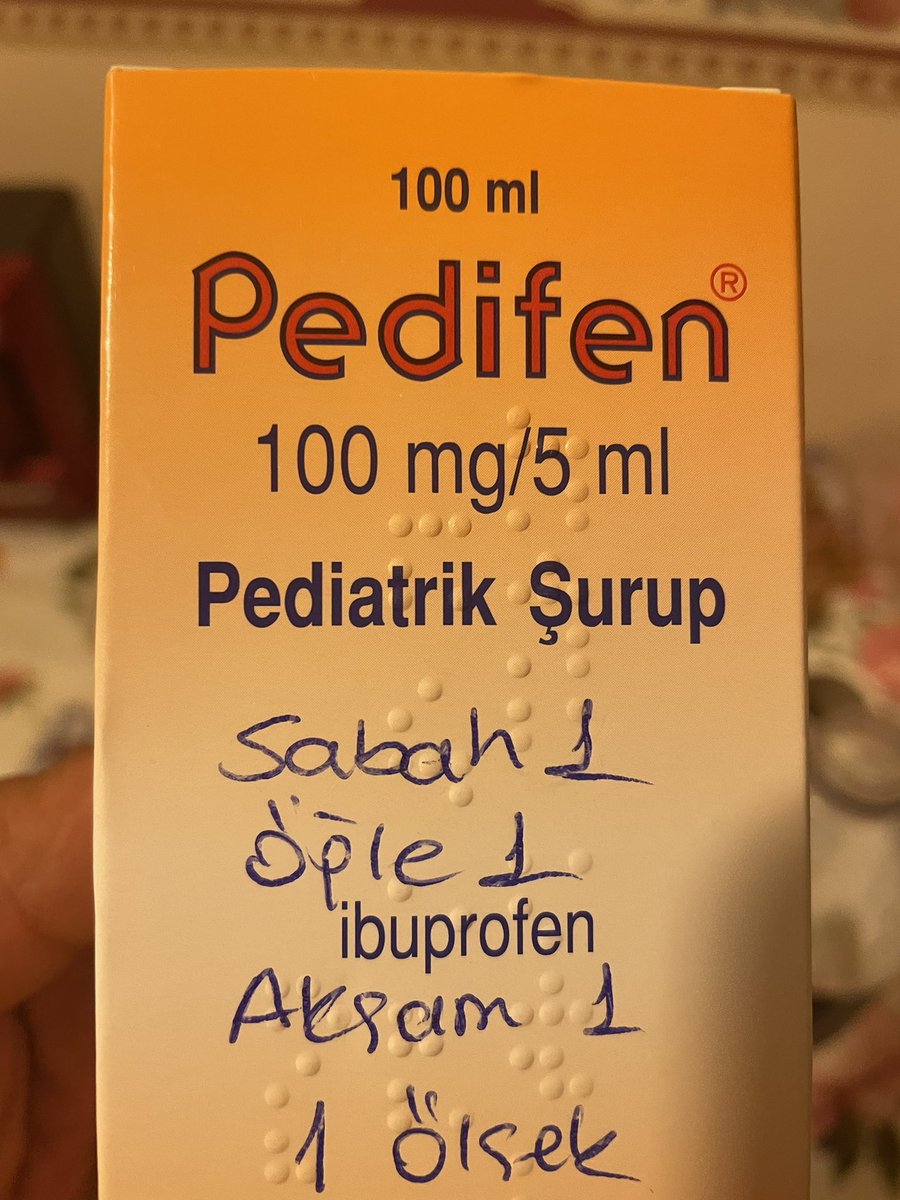 100 ml
Pedifen®
100 mg/5 ml
Pediatrik Şurup
Sabah 1
Öğle 1
ibuprofen
Akşam 1
1 Ölçek